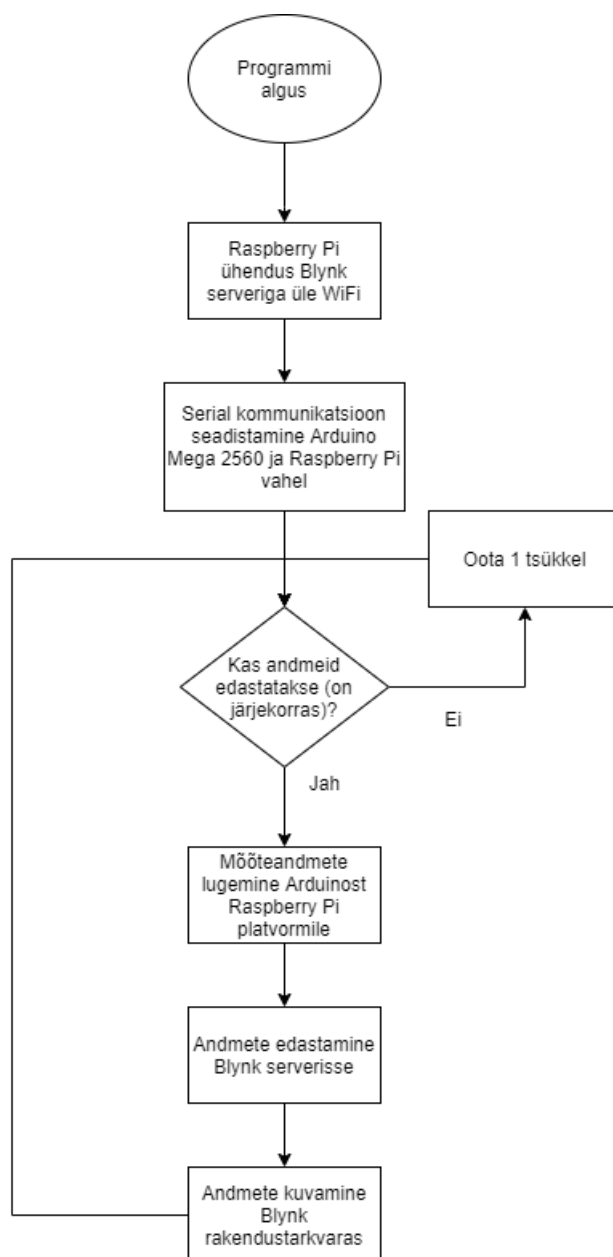 Programmi
algus
Raspberry Pi
ühendus Blynk
serveriga üle WiFi
Serial kommunikatsioon
seadistamine Arduino
Mega 2560 ja Raspberry Pi
vahel
Oota 1 tsükkel
Kas andmeid
edastatakse (on
järjekorras)?
Ei
Jah
Mõõteandmete
lugemine Arduinost
Raspberry Pi
platvormile
Andmete edastamine
Blynk serverisse
Andmete kuvamine
Blynk
rakendustarkvaras